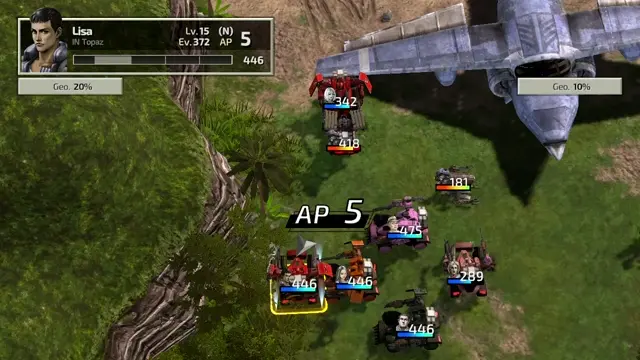 Lisa
Lv. 15 (N)
IN Topaz
Ev. 372 AP 5
446
Geo. 20%
Geo. 10%
342
418
181
AP 5
475
289
446
446
446